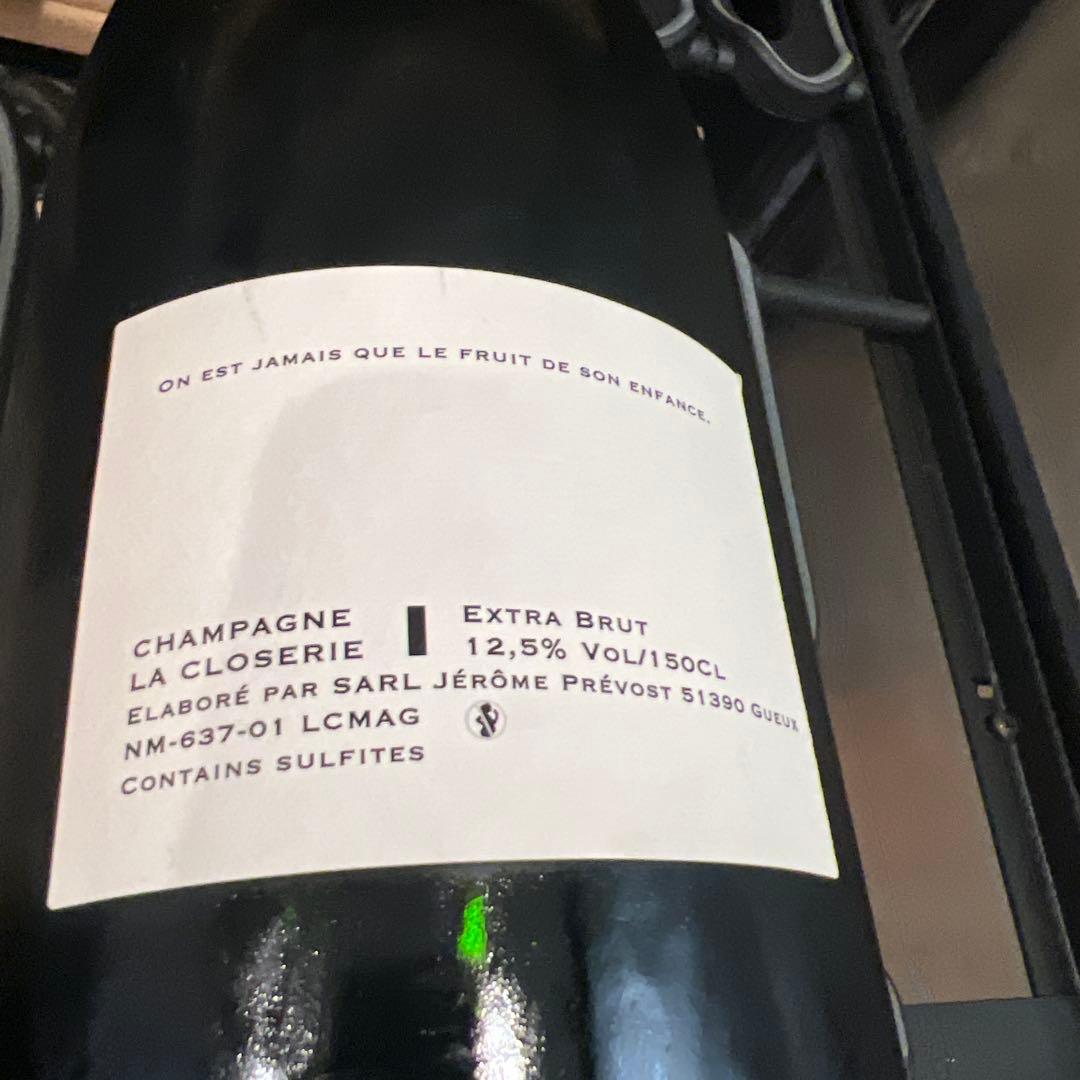 ON EST JAMAIS QUE LE FRUIT DE SON ENFANCE.
CHAMPAGNE
LA CLOSERIE
EXTRA BRUT
12,5% VOL/150CL
ELABORÉ PAR SARL JÉRÔME PRÉVOST 51390 GUEUX
NM-637-01 LCMAG
CONTAINS SULFITES